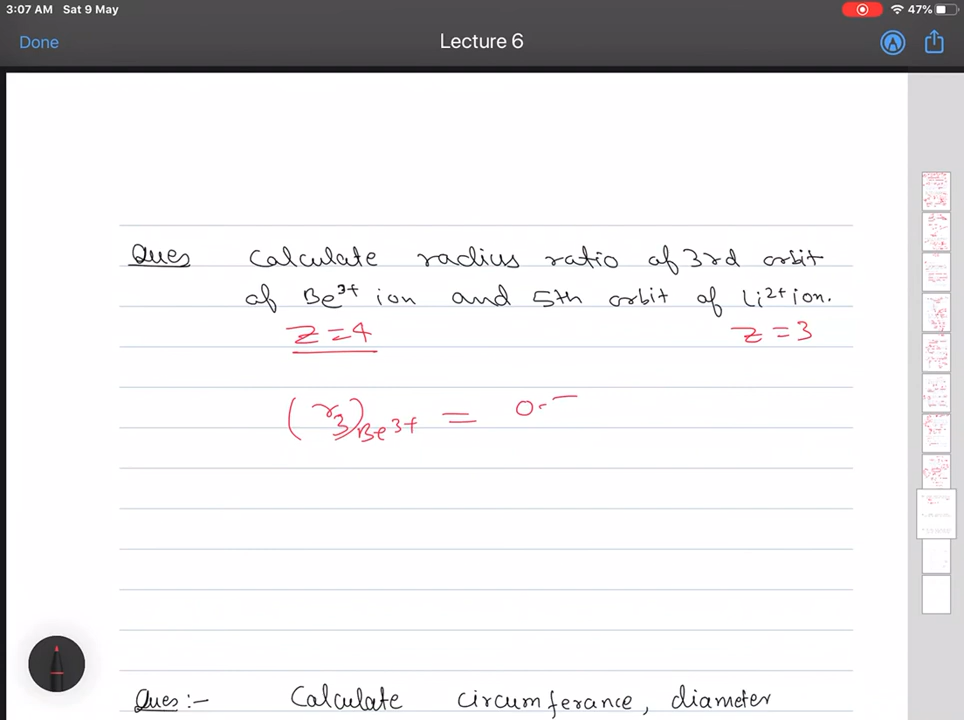 3:07 AM Sat 9 May 47%
Done Lecture 6
Ques Calculate radius ratio of 3rd orbit
of Be³⁺ ion and 5th orbit of Li²⁺ ion.
Z = 4 Z = 3
(r₃)Be³⁺ = 0.
Ques :- Calculate circumferance, diameter